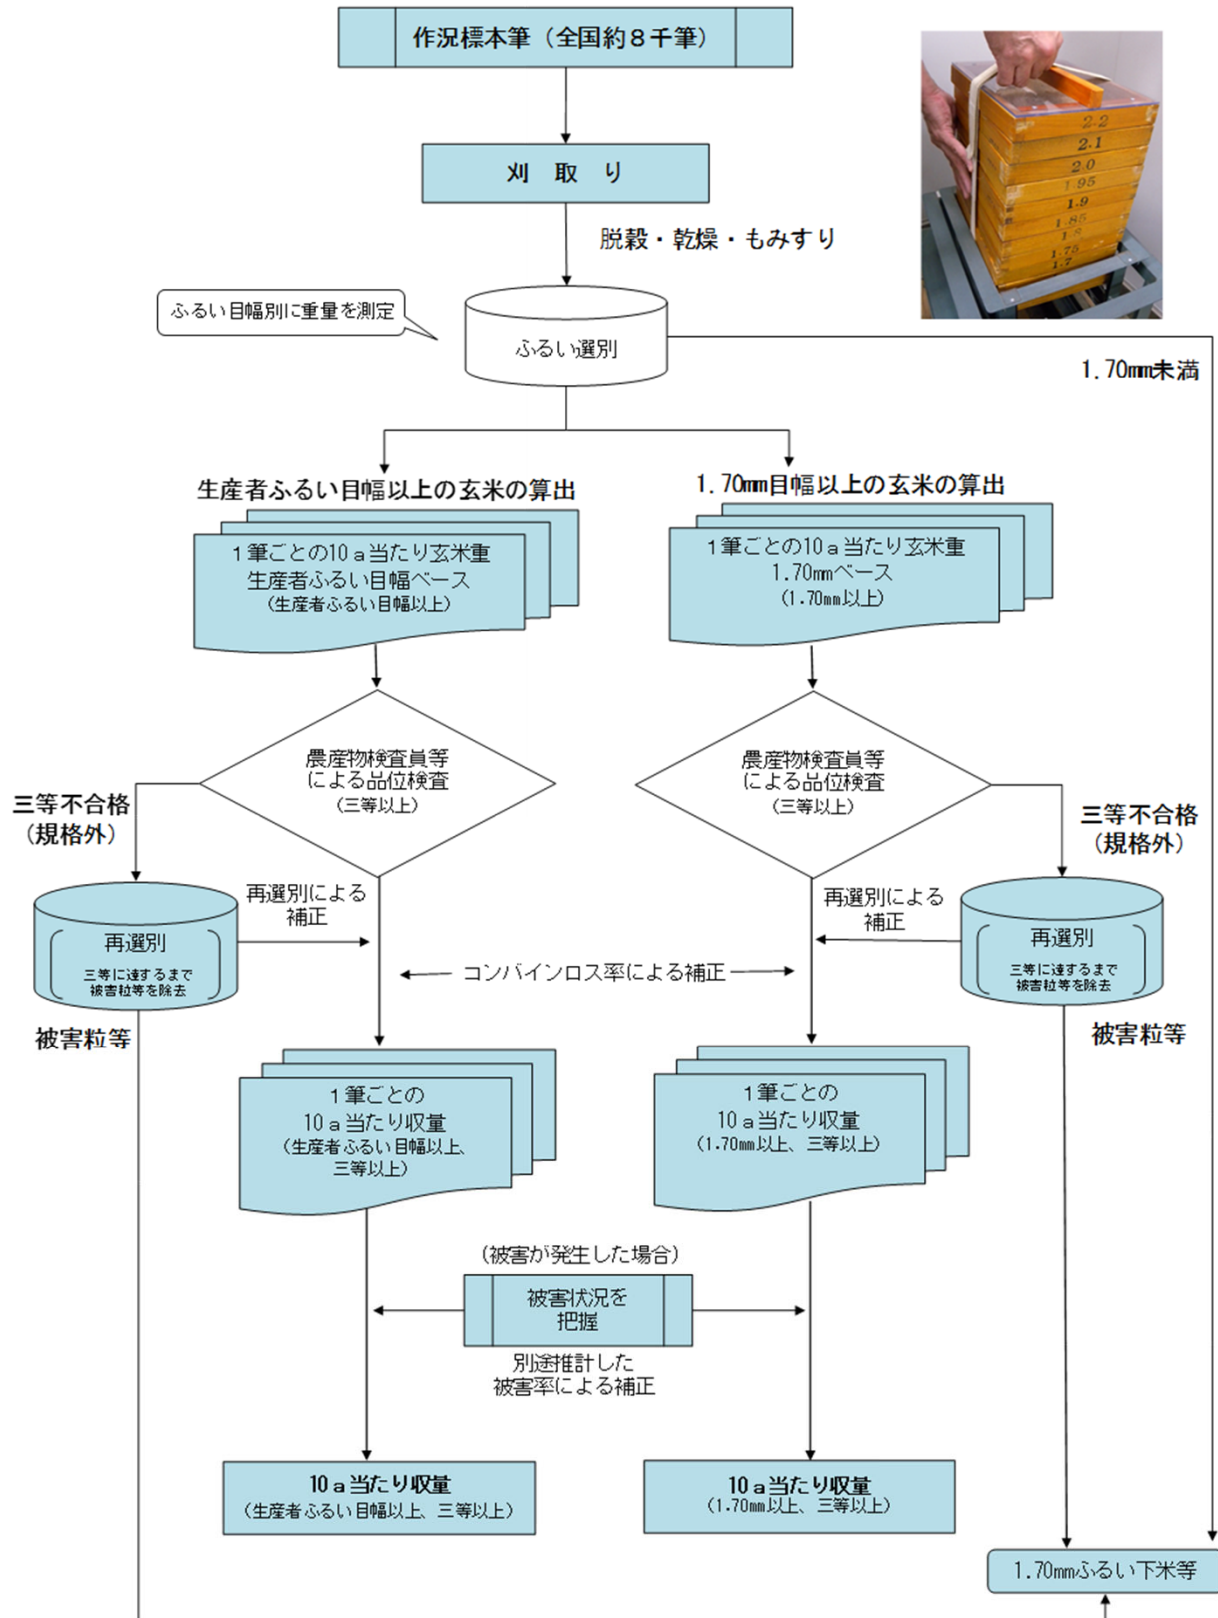 作況標本筆（全国約８千筆）
2.2
2.1
2.0
1.95
1.9
1.85
1.8
1.75
1.7
刈　取　り
脱穀・乾燥・もみすり
ふるい目幅別に重量を測定
ふるい選別
1.70㎜未満
生産者ふるい目幅以上の玄米の算出
1.70㎜目幅以上の玄米の算出
１筆ごとの10ａ当たり玄米重
生産者ふるい目幅ベース
（生産者ふるい目幅以上）
１筆ごとの10ａ当たり玄米重
1.70㎜ベース
（1.70㎜以上）
農産物検査員等
による品位検査
（三等以上）
農産物検査員等
による品位検査
（三等以上）
三等不合格
（規格外）
三等不合格
（規格外）
再選別による
補正
再選別による
補正
再選別
三等に達するまで
被害粒等を除去
再選別
三等に達するまで
被害粒等を除去
コンバインロス率による補正
被害粒等
被害粒等
１筆ごとの
10ａ当たり収量
（生産者ふるい目幅以上、
三等以上）
１筆ごとの
10ａ当たり収量
（1.70㎜以上、三等以上）
（被害が発生した場合）
被害状況を
把握
別途推計した
被害率による補正
10ａ当たり収量
（生産者ふるい目幅以上、三等以上）
10ａ当たり収量
（1.70㎜以上、三等以上）
1.70㎜ふるい下米等